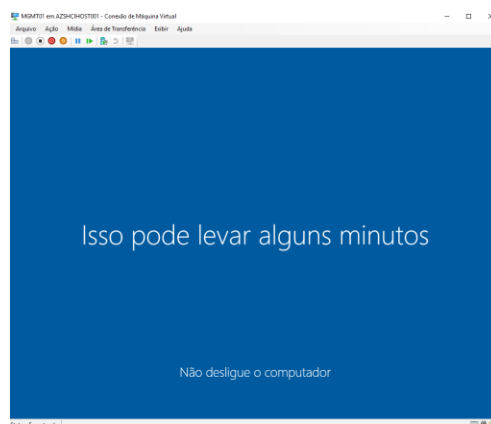 MGMT01 em AZSHCIHOST001 - Conexão de Máquina Virtual
Arquivo Ação Mídia Área de Transferência Exibir Ajuda
Isso pode levar alguns minutos
Não desligue o computador